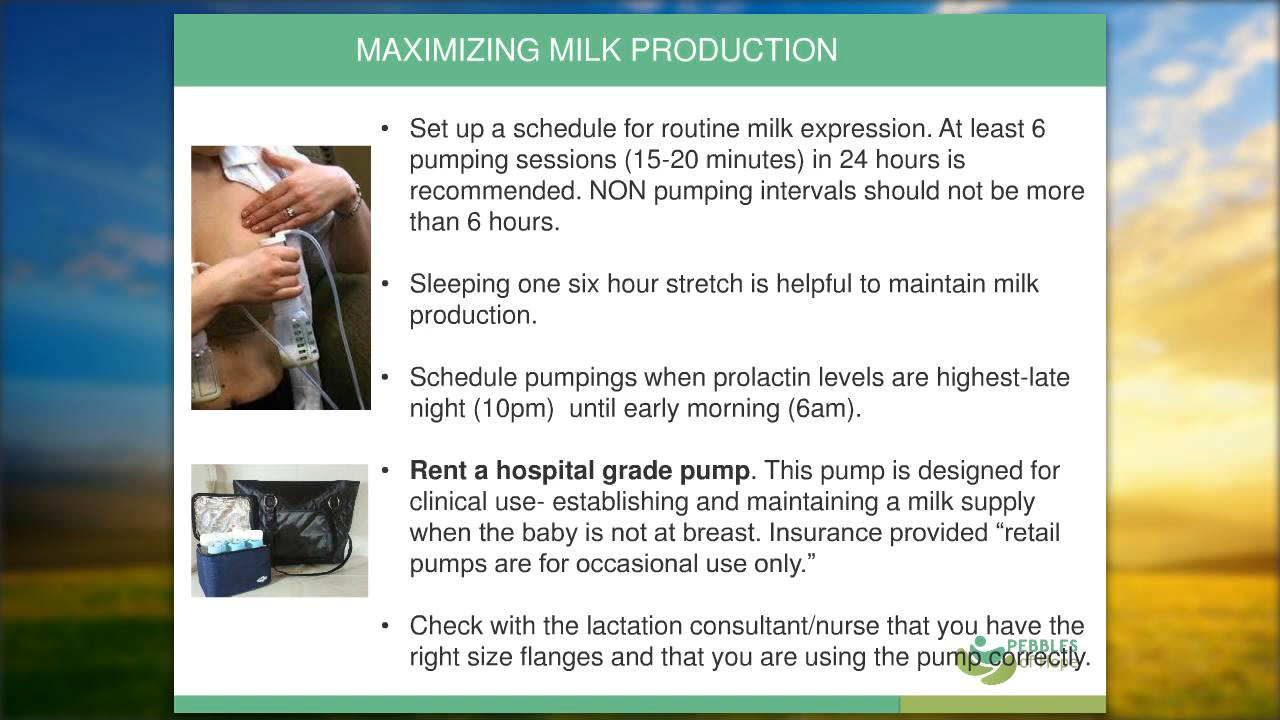 MAXIMIZING MILK PRODUCTION
• Set up a schedule for routine milk expression. At least 6
pumping sessions (15-20 minutes) in 24 hours is
recommended. NON pumping intervals should not be more
than 6 hours.
• Sleeping one six hour stretch is helpful to maintain milk
production.
• Schedule pumpings when prolactin levels are highest-late
night (10pm)  until early morning (6am).
• Rent a hospital grade pump. This pump is designed for
clinical use- establishing and maintaining a milk supply
when the baby is not at breast. Insurance provided “retail
pumps are for occasional use only.”
• Check with the lactation consultant/nurse that you have the
right size flanges and that you are using the pump correctly.
PEBBLES
of Hope